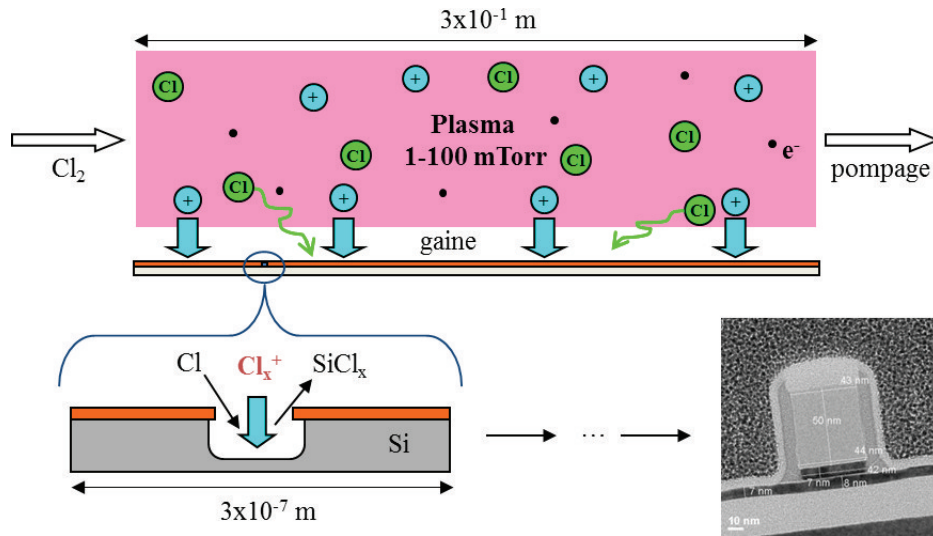 3x10⁻¹ m
Cl
+
+
Cl
+
+
Plasma
1-100 mTorr
Cl
Cl
Cl
e⁻
Cl₂
pompage
Cl
+
+
+
Cl
+
gaine
Cl
Clₓ⁺
SiClₓ
Si
...
3x10⁻⁷ m
43 nm
50 nm
44 nm
42 nm
7 nm
7 nm
8 nm
10 nm